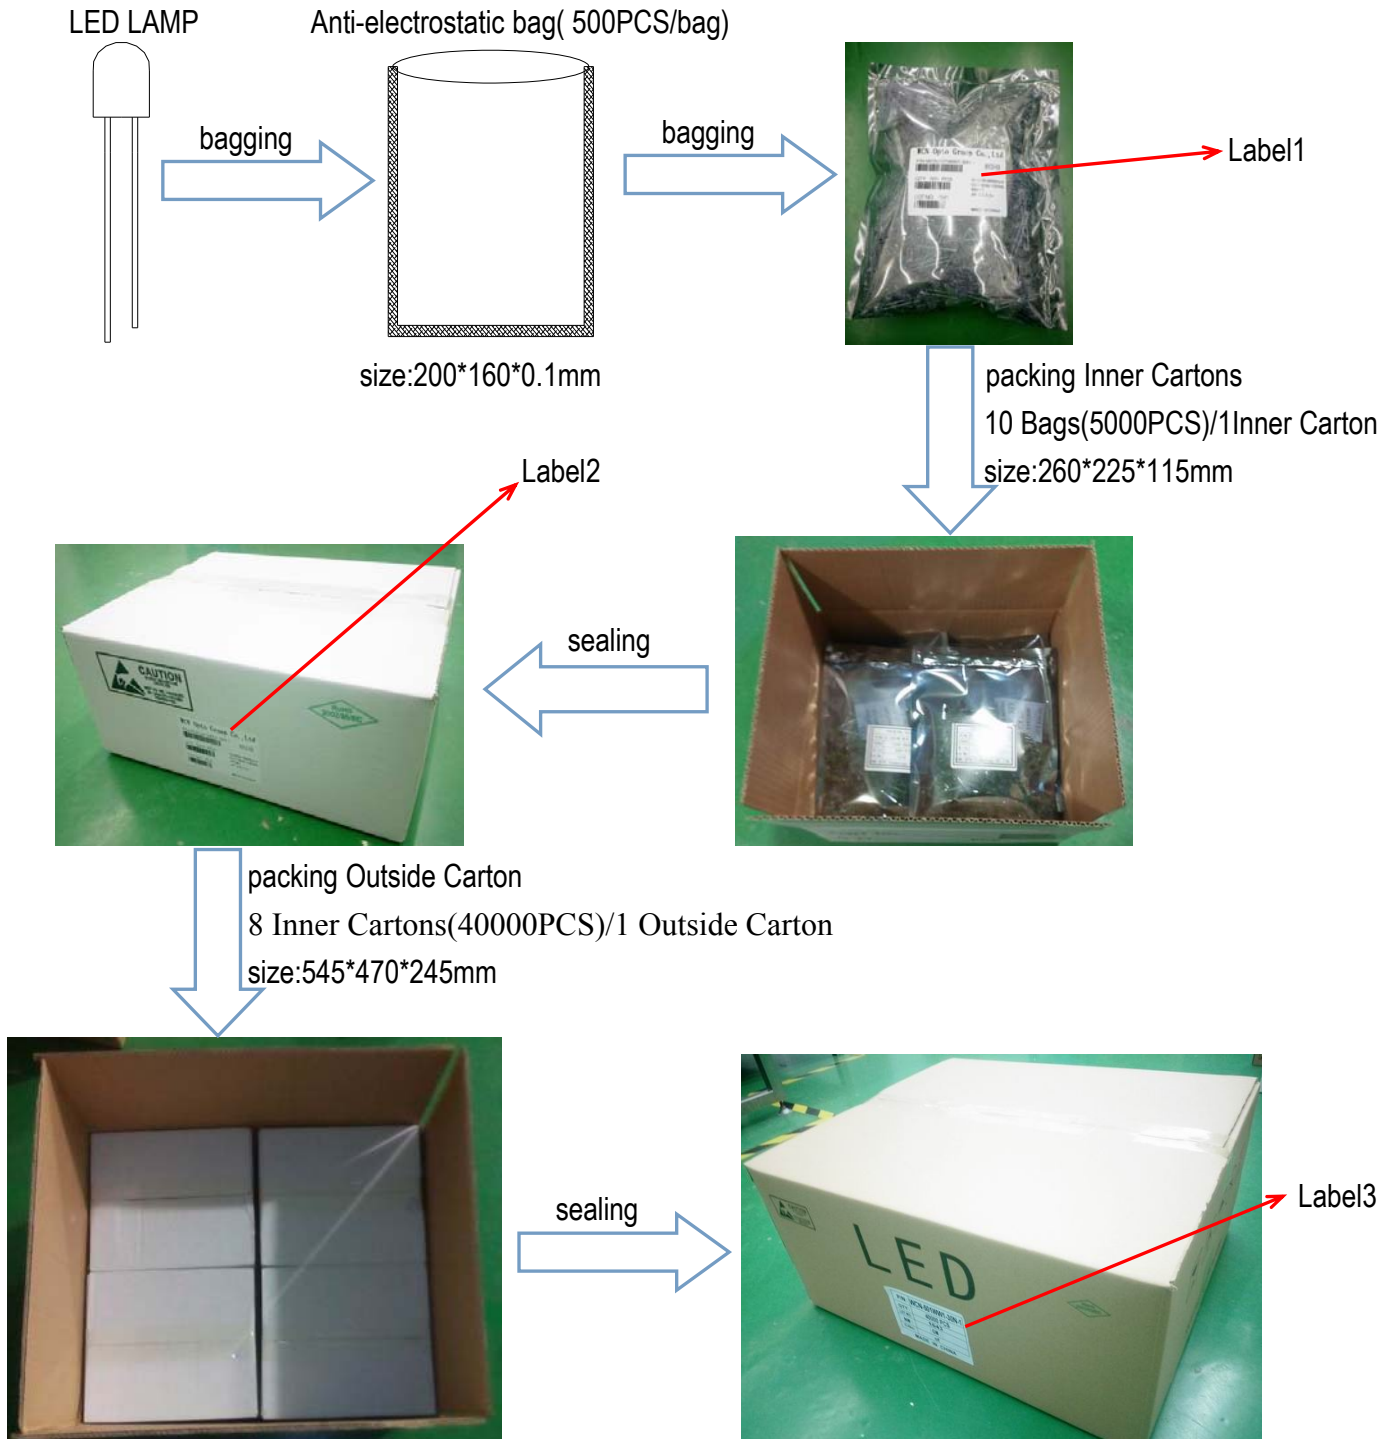 LED LAMP
Anti-electrostatic bag( 500PCS/bag)
bagging
bagging
Label1
size:200*160*0.1mm
packing Inner Cartons
10 Bags(5000PCS)/1Inner Carton
size:260*225*115mm
Label2
sealing
CAUTION
packing Outside Carton
8 Inner Cartons(40000PCS)/1 Outside Carton
size:545*470*245mm
sealing
Label3
LED